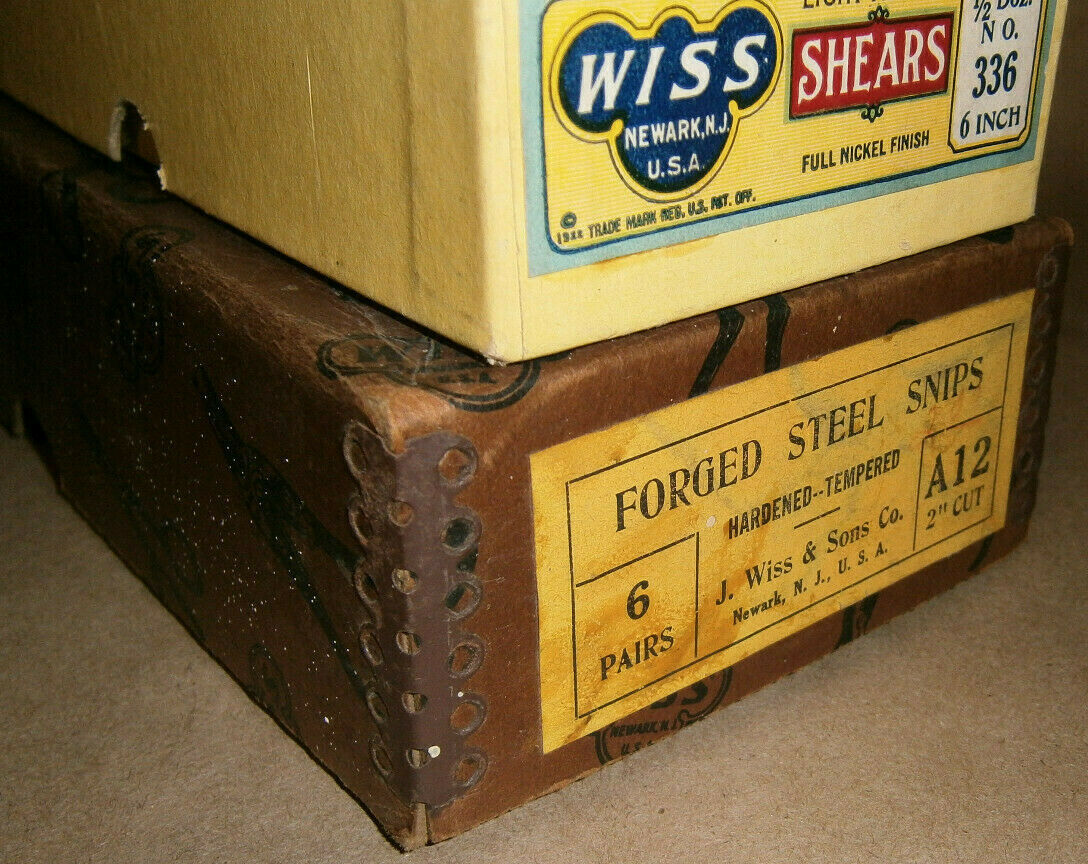 WISS
NEWARK, N.J.
U.S.A.
SHEARS
FULL NICKEL FINISH
½ DOZ.
NO.
336
6 INCH
©
TRADE MARK REG. U.S. PAT. OFF.
FORGED STEEL SNIPS
HARDENED--TEMPERED
J. Wiss & Sons Co.
Newark, N. J., U. S. A.
6
PAIRS
A12
2" CUT
NEWARK, N.J.
U.S.